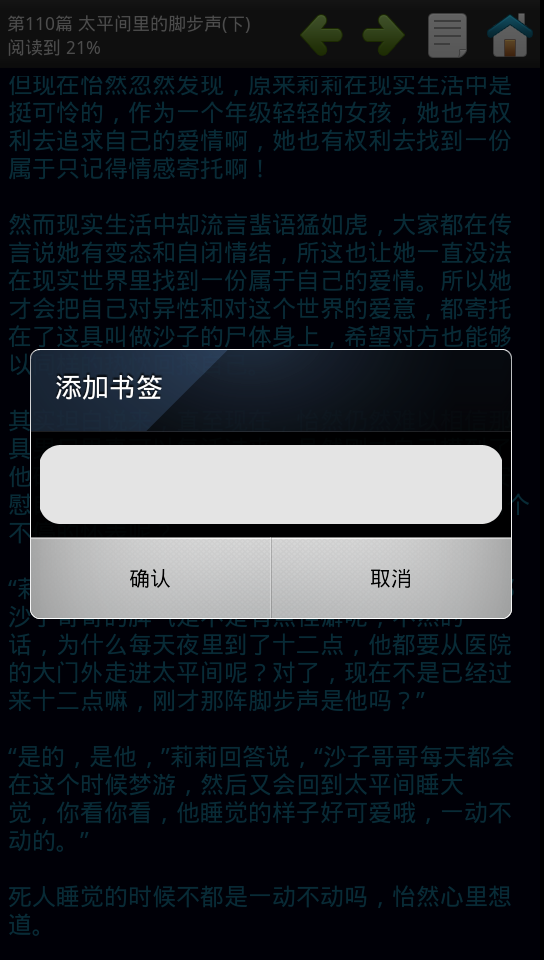 第110篇 太平间里的脚步声(下)
阅读到 21%
但现在怡然忽然发现，原来莉莉在现实生活中是
挺可怜的，作为一个年级轻轻的女孩，她也有权
利去追求自己的爱情啊，她也有权利去找到一份
属于只记得情感寄托啊！
然而现实生活中却流言蜚语猛如虎，大家都在传
言说她有变态和自闭情结，所这也让她一直没法
在现实世界里找到一份属于自己的爱情。所以她
才会把自己对异性和对这个世界的爱意，都寄托
在了这具叫做沙子的尸体身上，希望对方也能够
以
添加书签
其
具
他
慰
个
不
确认
取消
“莉
沙子哥哥的脾气是不是有点怪癖呢，不然的
话，为什么每天夜里到了十二点，他都要从医院
的大门外走进太平间呢？对了，现在不是已经过
来十二点嘛，刚才那阵脚步声是他吗？”
“是的，是他，”莉莉回答说，“沙子哥哥每天都会
在这个时候梦游，然后又会回到太平间睡大
觉，你看你看，他睡觉的样子好可爱哦，一动不
动的。”
死人睡觉的时候不都是一动不动吗，怡然心里想
道。